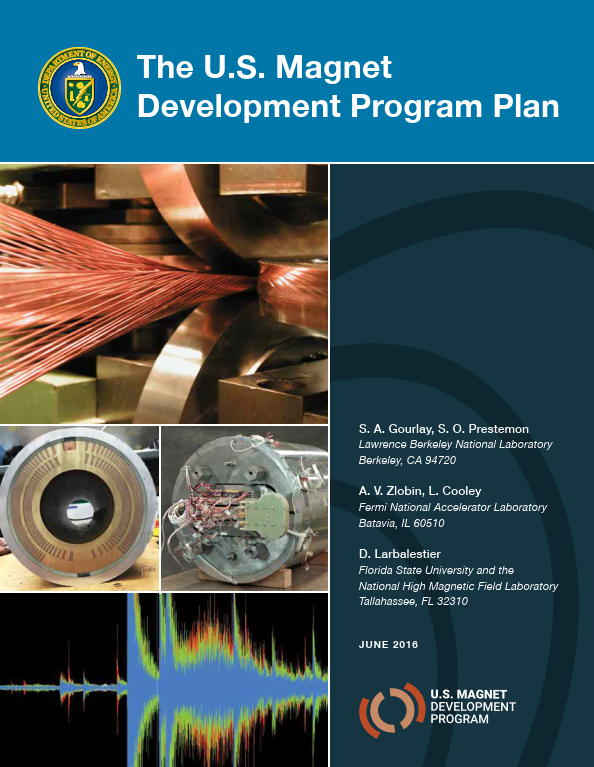 The U.S. Magnet
Development Program Plan
DEPARTMENT OF ENERGY
UNITED STATES OF AMERICA
S. A. Gourlay, S. O. Prestemon
Lawrence Berkeley National Laboratory
Berkeley, CA 94720
A. V. Zlobin, L. Cooley
Fermi National Accelerator Laboratory
Batavia, IL 60510
D. Larbalestier
Florida State University and the
National High Magnetic Field Laboratory
Tallahassee, FL 32310
JUNE 2016
U.S. MAGNET
DEVELOPMENT
PROGRAM